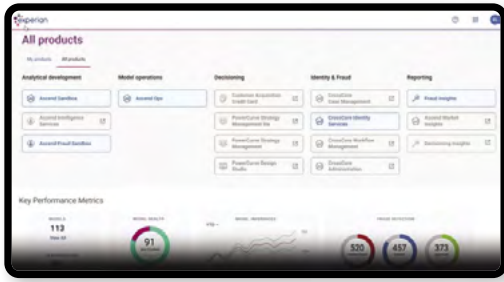 experian
All products
My products All products
Analytical development
Model operations
Decisioning
Identity & Fraud
Reporting
Ascend Sandbox
Ascend Ops
Customer Acquisition
Credit Card
CrossCore
Case Management
Fraud Insights
Ascend Intelligence
Services
PowerCurve Strategy
Management
CrossCore Identity
Services
Ascend Market
Insights
Ascend Fraud Sandbox
PowerCurve Strategy
Management
CrossCore Workflow
Management
Decisioning Insights
PowerCurve Design
Studio
CrossCore
Administration
Key Performance Metrics
MODELS
113
View All
MODEL HEALTH
91
MODEL INFERENCES
FRAUD DETECTION
520
457
373